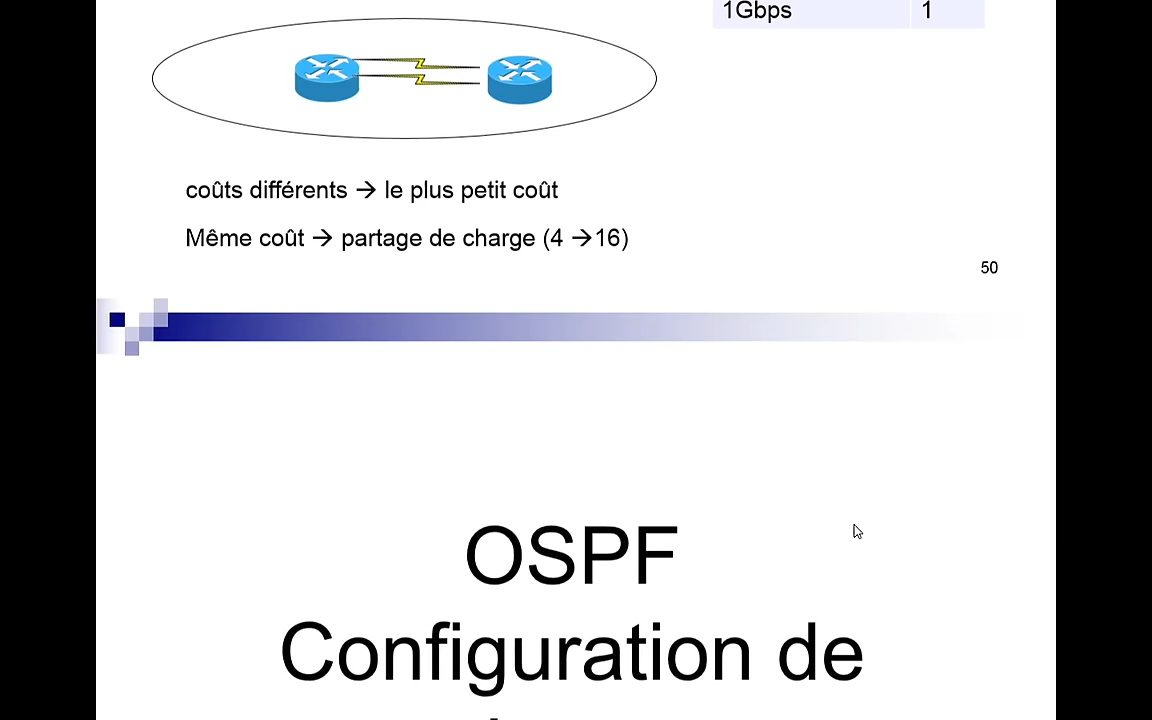 1Gbps 1
coûts différents → le plus petit coût
Même coût → partage de charge (4 →16)
50
OSPF
Configuration de